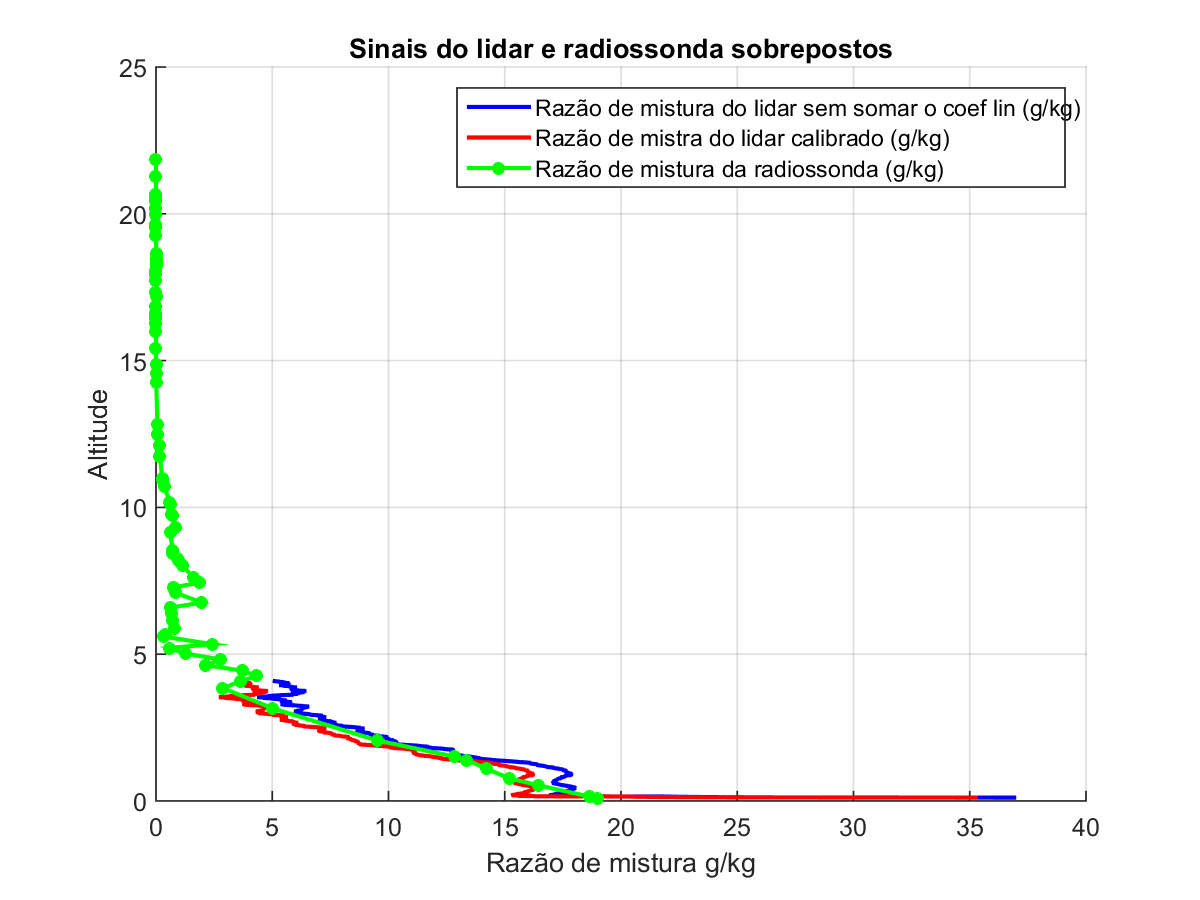 Sinais do lidar e radiossonda sobrepostos
25
Razão de mistura do lidar sem somar o coef lin (g/kg)
Razão de mistra do lidar calibrado (g/kg)
Razão de mistura da radiossonda (g/kg)
20
15
Altitude
10
5
0
0 5 10 15 20 25 30 35 40
Razão de mistura g/kg